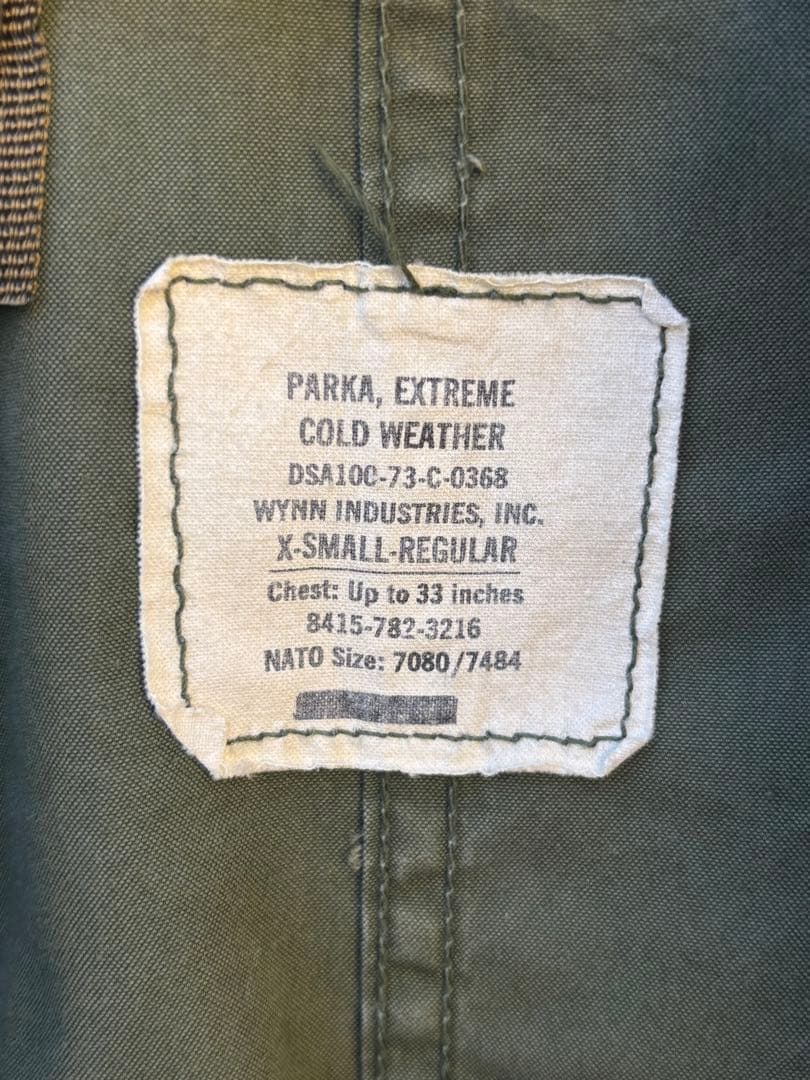 PARKA, EXTREME
COLD WEATHER
DSA100-73-C-0368
WYNN INDUSTRIES, INC.
X-SMALL-REGULAR
Chest: Up to 33 inches
8415-782-3216
NATO Size: 7080/7484